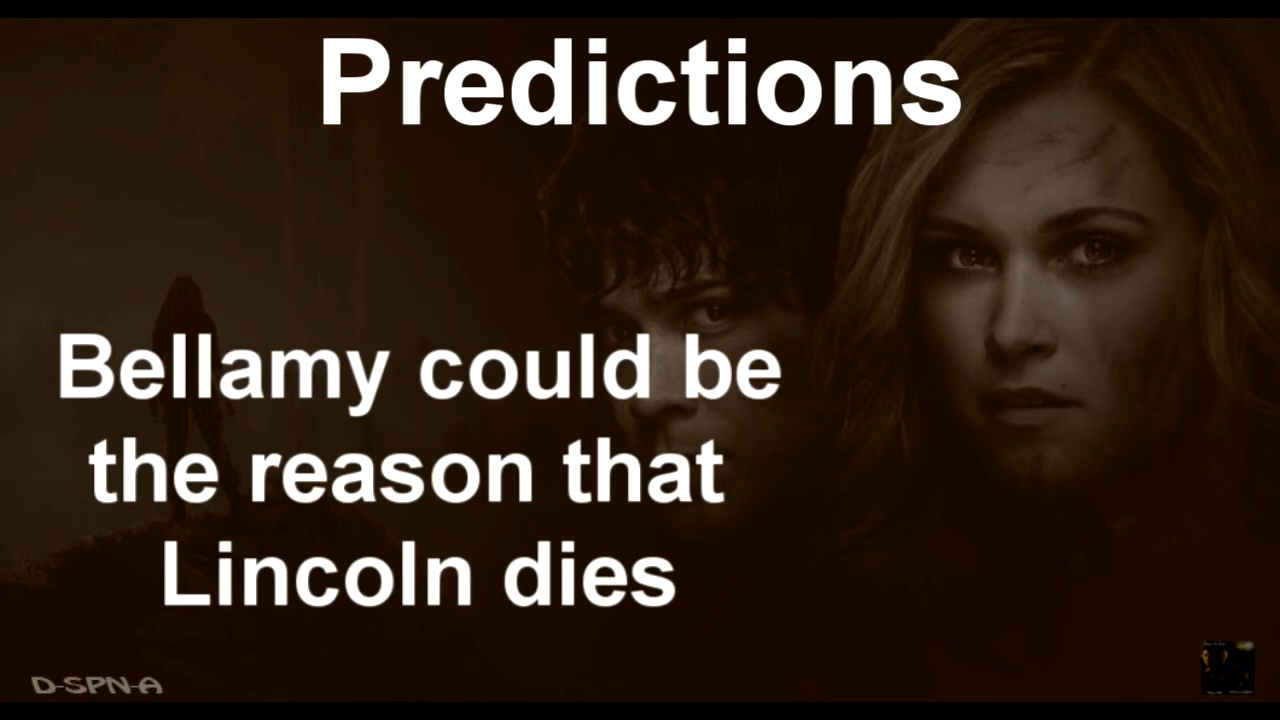 Predictions
Bellamy could be
the reason that
Lincoln dies
D-SPN-A